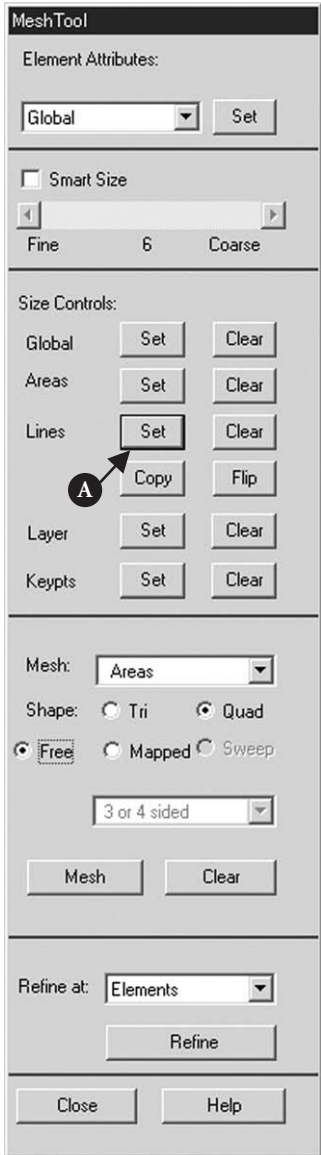 MeshTool
Element Attributes:
Global Set
Smart Size
Fine 6 Coarse
Size Controls:
Global Set Clear
Areas Set Clear
Lines Set Clear
A Copy Flip
Layer Set Clear
Keypts Set Clear
Mesh: Areas
Shape: Tri Quad
Free Mapped Sweep
3 or 4 sided
Mesh Clear
Refine at: Elements
Refine
Close Help